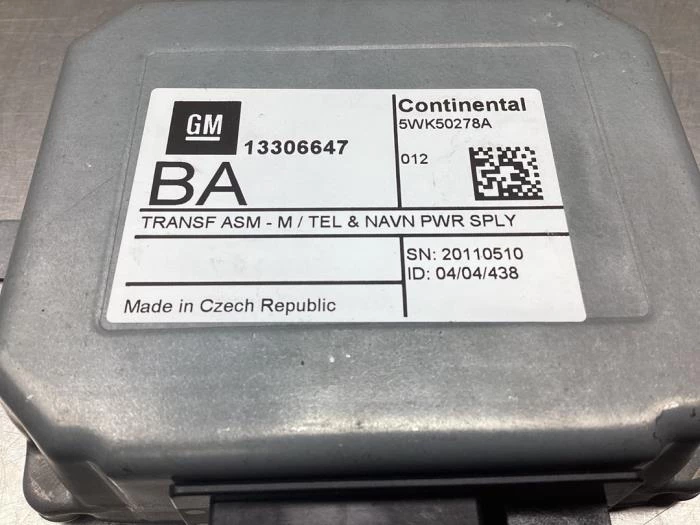 GM
13306647
BA
Continental
5WK50278A
012
TRANSF ASM - M / TEL & NAVN PWR SPLY
SN: 20110510
ID: 04/04/438
Made in Czech Republic